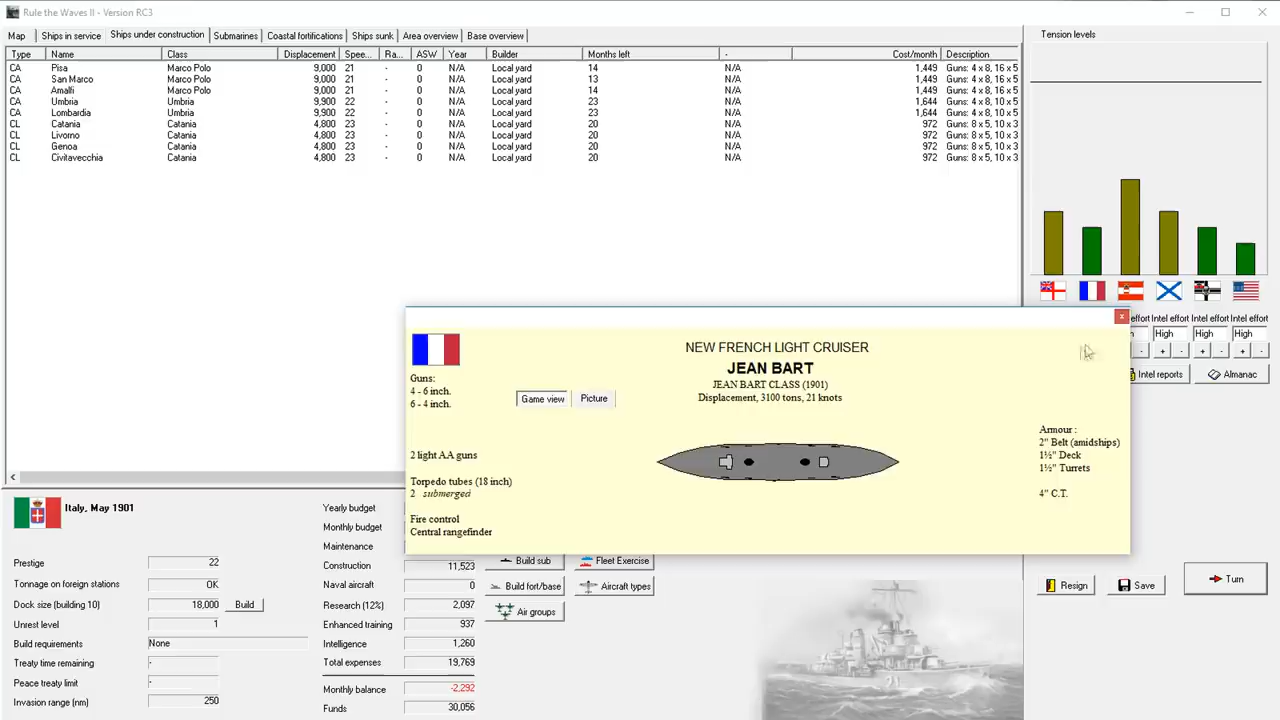 Rule the Waves II - Version RC3
Map Ships in service Ships under construction Submarines Coastal fortifications Ships sunk Area overview Base overview
Type Name Class Displacement Spee... Ra... ASW Year Builder Months left - Cost/month Description
CA Pisa Marco Polo 9,000 21 - 0 N/A Local yard 14 N/A 1,449 Guns: 4 x 8, 16 x 5
CA San Marco Marco Polo 9,000 21 - 0 N/A Local yard 13 N/A 1,449 Guns: 4 x 8, 16 x 5
CA Amalfi Marco Polo 9,000 21 - 0 N/A Local yard 14 N/A 1,449 Guns: 4 x 8, 16 x 5
CA Umbria Umbria 9,900 22 - 0 N/A Local yard 23 N/A 1,644 Guns: 4 x 8, 10 x 5
CA Lombardia Umbria 9,900 22 - 0 N/A Local yard 23 N/A 1,644 Guns: 4 x 8, 10 x 5
CL Catania Catania 4,800 23 - 0 N/A Local yard 20 N/A 972 Guns: 8 x 5, 10 x 3
CL Livorno Catania 4,800 23 - 0 N/A Local yard 20 N/A 972 Guns: 8 x 5, 10 x 3
CL Genoa Catania 4,800 23 - 0 N/A Local yard 20 N/A 972 Guns: 8 x 5, 10 x 3
CL Civitavecchia Catania 4,800 23 - 0 N/A Local yard 20 N/A 972 Guns: 8 x 5, 10 x 3
Tension levels
effort Intel effort Intel effort Intel effort
High High High
- + - + - + -
Intel reports Almanac
NEW FRENCH LIGHT CRUISER
JEAN BART
JEAN BART CLASS (1901)
Displacement, 3100 tons, 21 knots
Guns:
4 - 6 inch.
6 - 4 inch.
Game view Picture
2 light AA guns
Torpedo tubes (18 inch)
2 submerged
Fire control
Central rangefinder
Armour :
2" Belt (amidships)
1½" Deck
1½" Turrets
4" C.T.
Italy, May 1901
Prestige 22
Tonnage on foreign stations OK
Dock size (building 10) 18,000 Build
Unrest level 1
Build requirements None
Treaty time remaining -
Peace treaty limit -
Invasion range (nm) 250
Yearly budget
Monthly budget
Maintenance
Construction 11,523
Naval aircraft 0
Research (12%) 2,097
Enhanced training 937
Intelligence 1,260
Total expenses 19,769
Monthly balance -2,292
Funds 30,056
Build sub Fleet Exercise
Build fort/base Aircraft types
Air groups
Resign Save Turn